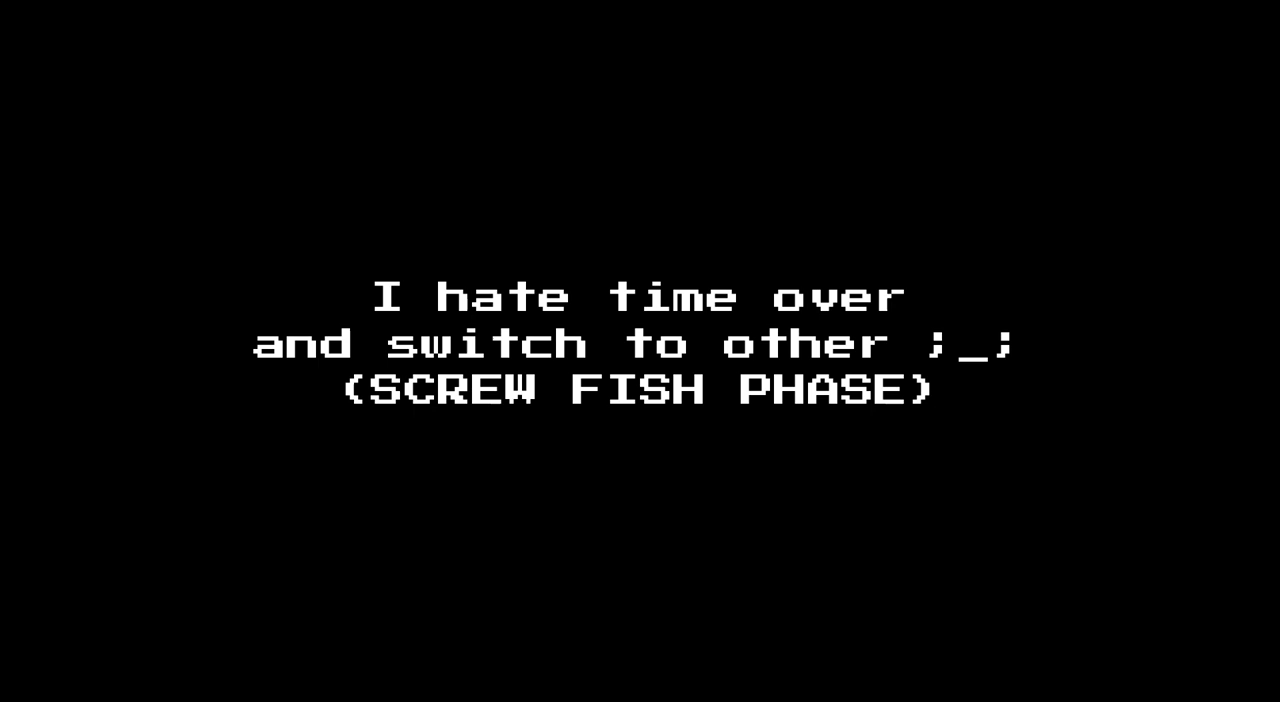 I hate time over
and switch to other ;_;
(SCREW FISH PHASE)